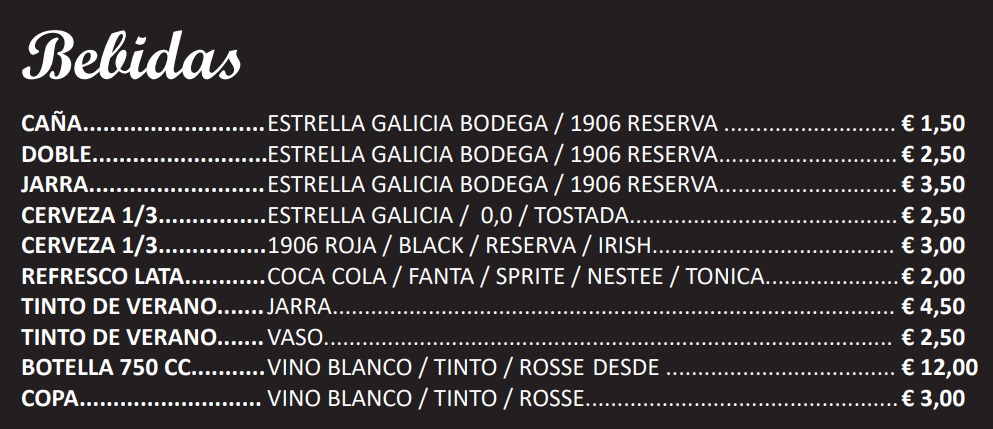 Bebidas
CAÑA..........................ESTRELLA GALICIA BODEGA / 1906 RESERVA ...................... € 1,50
DOBLE.........................ESTRELLA GALICIA BODEGA / 1906 RESERVA....................... € 2,50
JARRA.........................ESTRELLA GALICIA BODEGA / 1906 RESERVA....................... € 3,50
CERVEZA 1/3...............ESTRELLA GALICIA / 0,0 / TOSTADA.................................. € 2,50
CERVEZA 1/3...............1906 ROJA / BLACK / RESERVA / IRISH............................... € 3,00
REFRESCO LATA...........COCA COLA / FANTA / SPRITE / NESTEE / TONICA................. € 2,00
TINTO DE VERANO.......JARRA........................................................................ € 4,50
TINTO DE VERANO.......VASO......................................................................... € 2,50
BOTELLA 750 CC..........VINO BLANCO / TINTO / ROSSE DESDE .............................. € 12,00
COPA.......................... VINO BLANCO / TINTO / ROSSE........................................ € 3,00